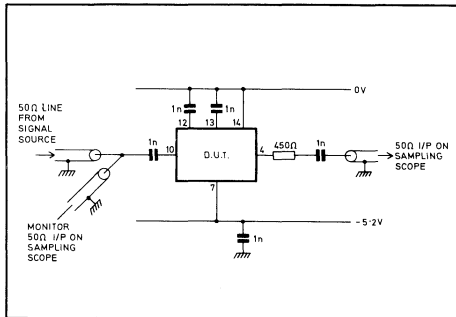 0V
1n
1n
12
13
14
50Ω LINE
FROM
SIGNAL
SOURCE
1n
10
D.U.T.
4
450Ω
1n
50Ω I/P ON
SAMPLING
SCOPE
7
MONITOR
50Ω I/P ON
SAMPLING
SCOPE
-5·2V
1n